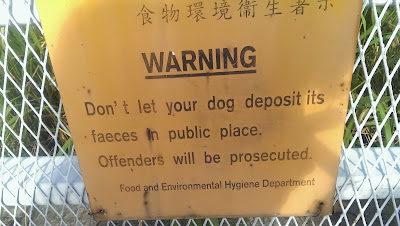 食物環境衞生署示
WARNING
Don't let your dog deposit its
faeces in public place.
Offenders will be prosecuted.
Food and Environmental Hygiene Department